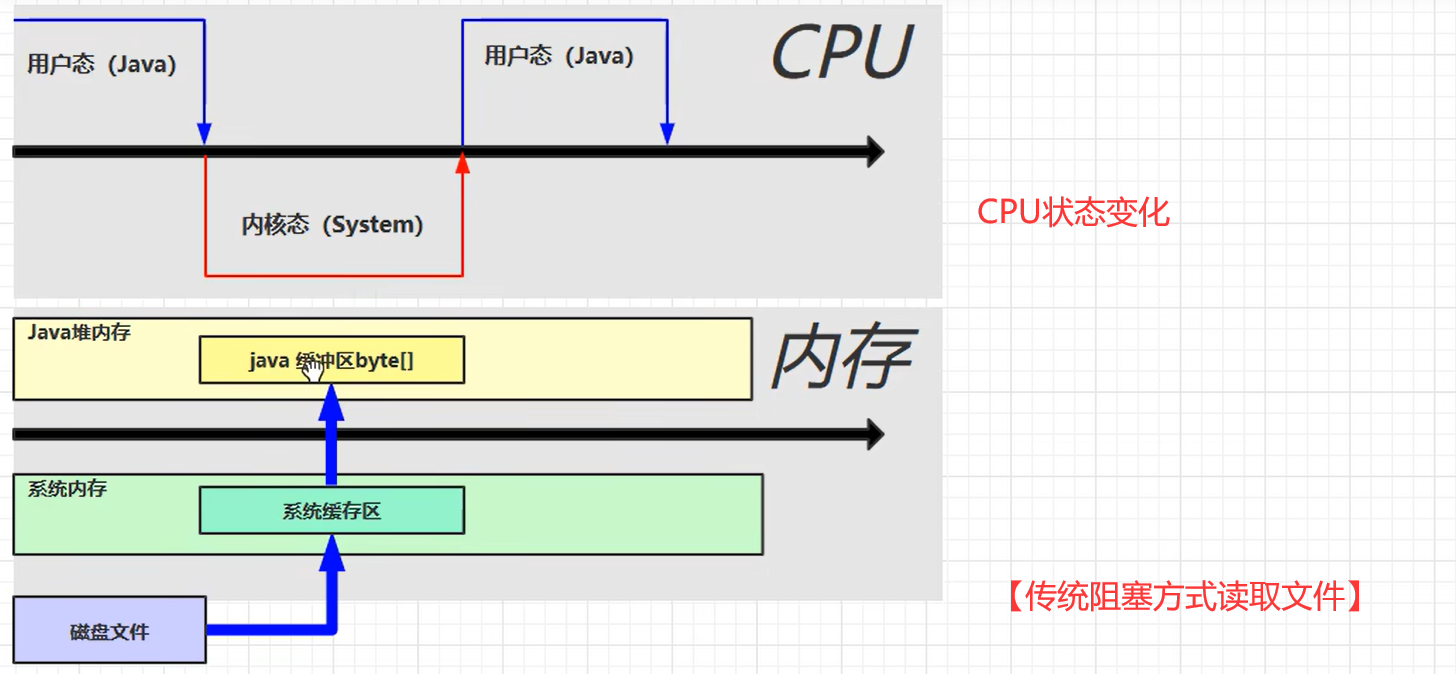 用户态（Java）
用户态（Java）
CPU
内核态（System）
CPU状态变化
Java堆内存
java 缓冲区byte[]
内存
系统内存
系统缓存区
【传统阻塞方式读取文件】
磁盘文件